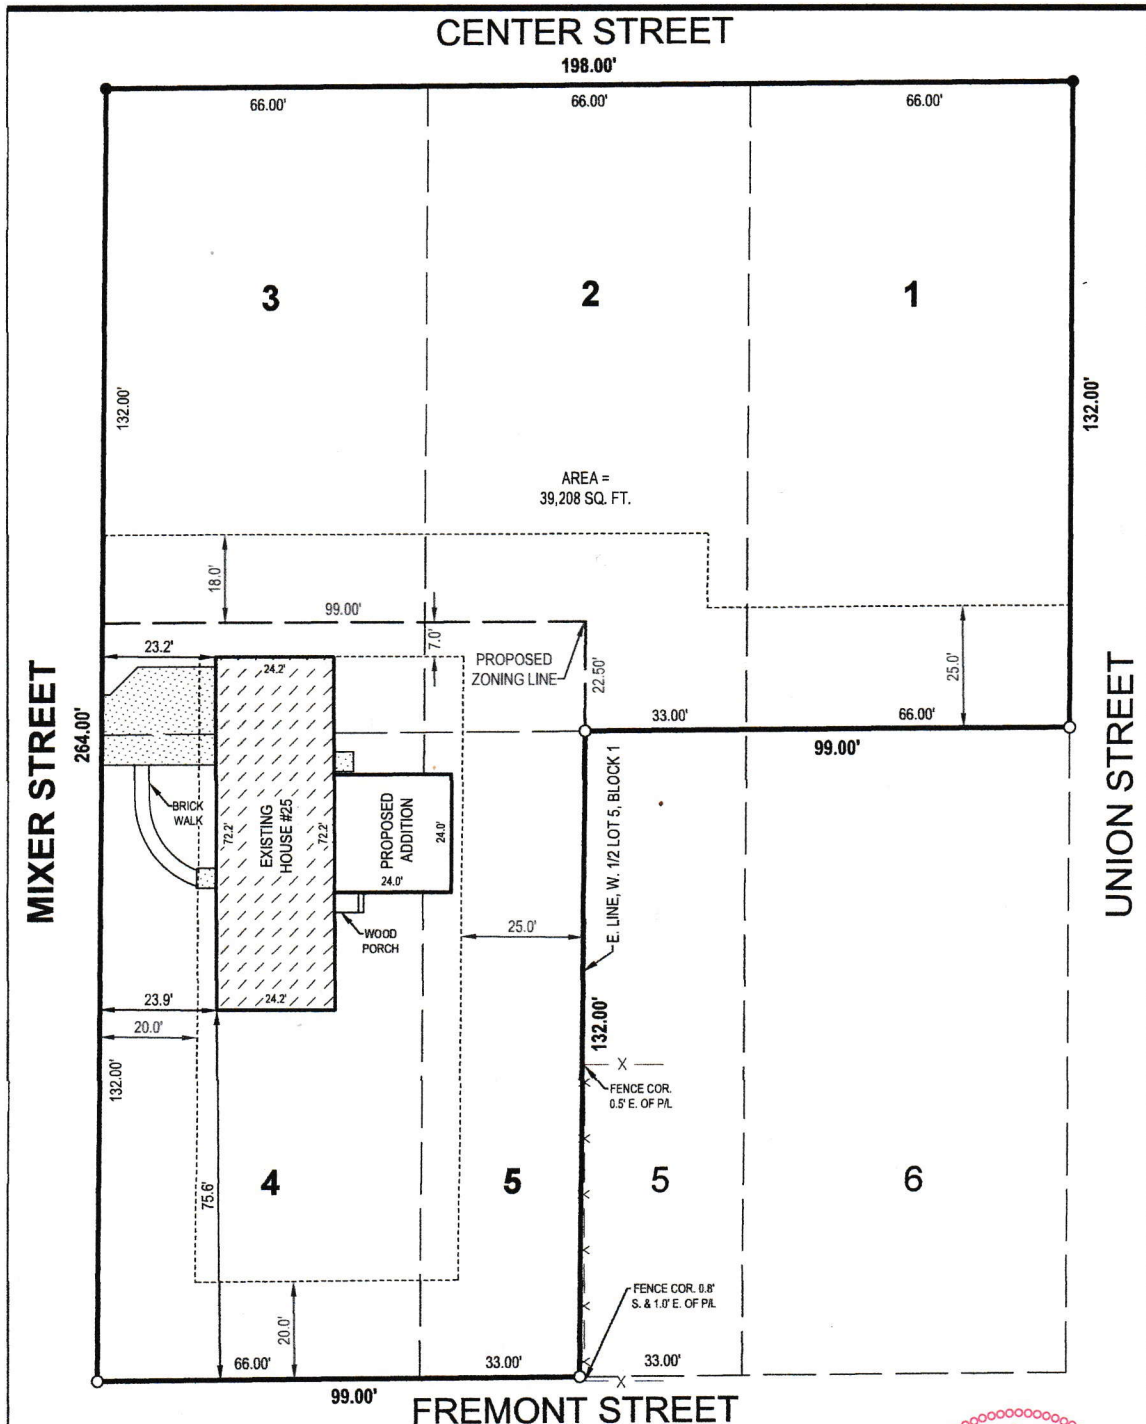 CENTER STREET
198.00'
66.00'
66.00'
66.00'
3
2
1
132.00'
132.00'
AREA =
39,208 SQ. FT.
18.0'
99.00'
7.0'
23.2'
24.2'
PROPOSED
ZONING LINE
22.50'
25.0'
33.00'
66.00'
99.00'
MIXER STREET
264.00'
UNION STREET
BRICK
WALK
72.2'
EXISTING
HOUSE #25
72.2'
PROPOSED
ADDITION
24.0'
24.0'
E. LINE, W. 1/2 LOT 5, BLOCK 1
WOOD
PORCH
25.0'
23.9'
24.2'
20.0'
132.00'
132.00'
X
FENCE COR.
0.5' E. OF P/L
75.6'
4
5
5
6
FENCE COR. 0.8'
S. & 1.0' E. OF P/L
20.0'
66.00'
33.00'
33.00'
X
99.00'
FREMONT STREET